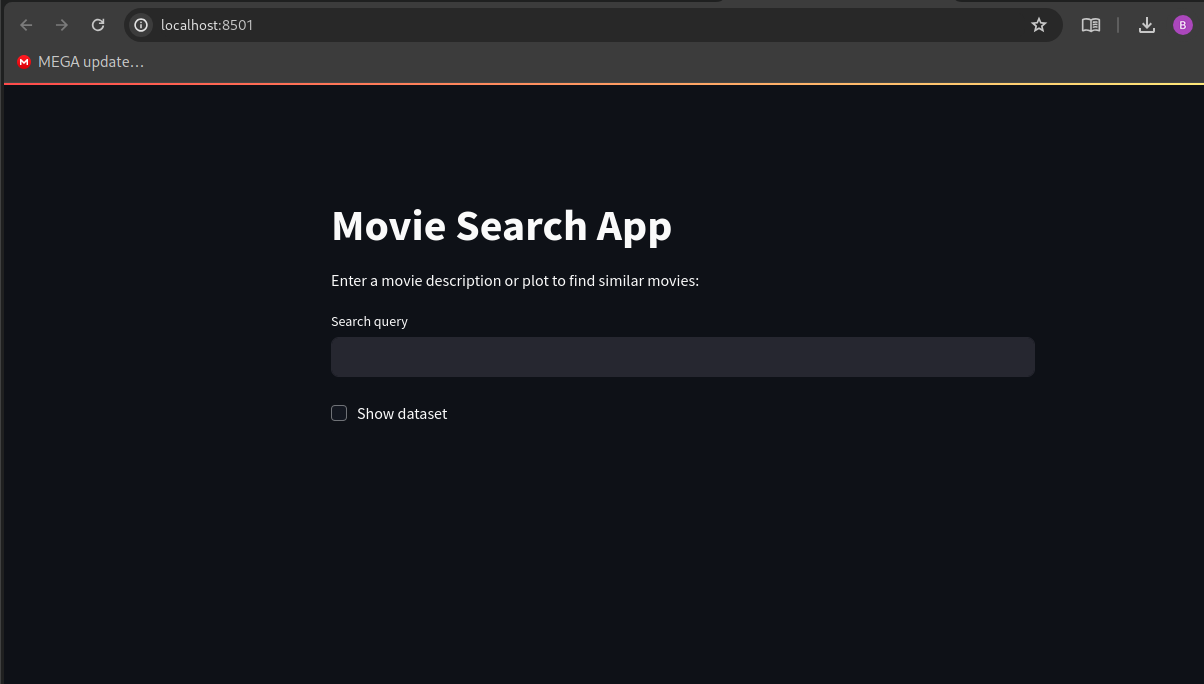 localhost:8501
B
M MEGA update...
Movie Search App
Enter a movie description or plot to find similar movies:
Search query
Show dataset